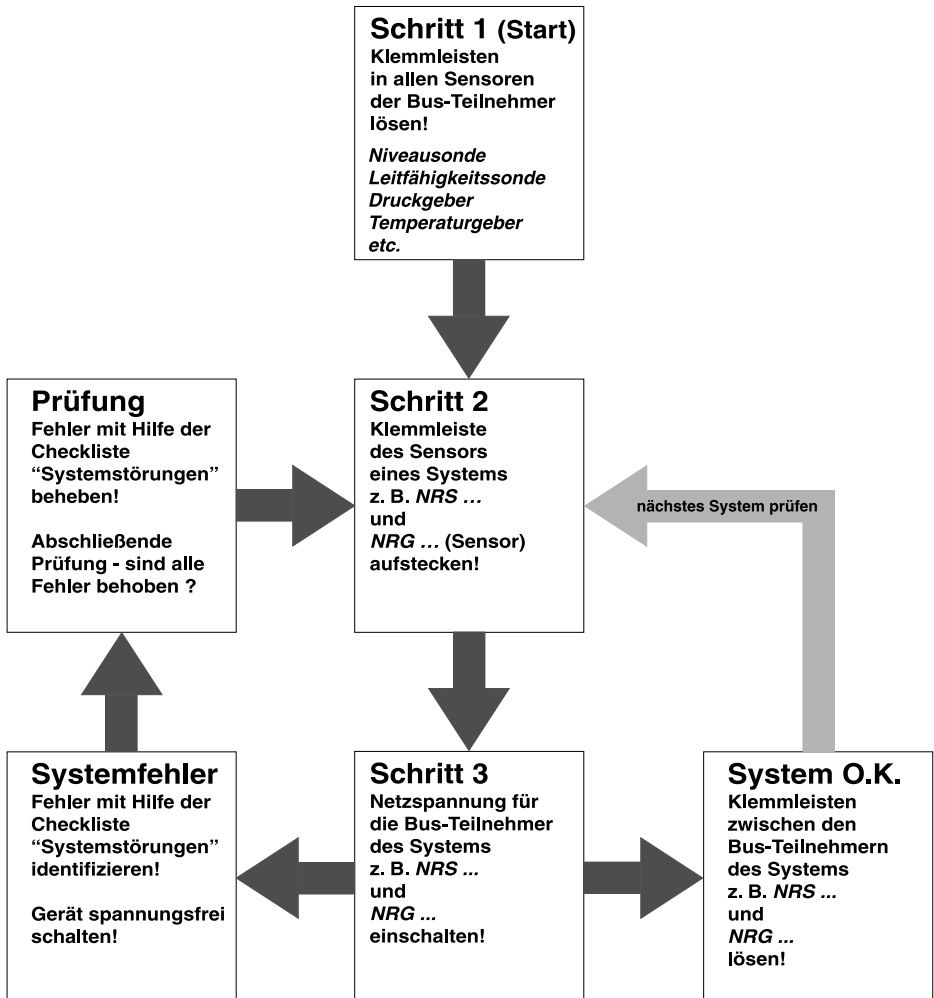 Schritt 1 (Start)
Klemmleisten
in allen Sensoren
der Bus-Teilnehmer
lösen!
Niveausonde
Leitfähigkeitssonde
Druckgeber
Temperaturgeber
etc.
Prüfung
Fehler mit Hilfe der
Checkliste
“Systemstörungen”
beheben!
Abschließende
Prüfung - sind alle
Fehler behoben ?
Schritt 2
Klemmleiste
des Sensors
eines Systems
z. B. NRS ...
und
NRG ... (Sensor)
aufstecken!
nächstes System prüfen
Systemfehler
Fehler mit Hilfe der
Checkliste
“Systemstörungen”
identifizieren!
Gerät spannungsfrei
schalten!
Schritt 3
Netzspannung für
die Bus-Teilnehmer
des Systems
z. B. NRS ...
und
NRG ...
einschalten!
System O.K.
Klemmleisten
zwischen den
Bus-Teilnehmern
des Systems
z. B. NRS ...
und
NRG ...
lösen!